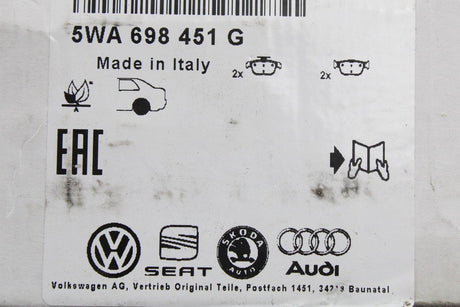 5WA 698 451 G
Made in Italy
2x
2x
EAC
SEAT
SKODA
AUTO
Audi
Volkswagen AG, Vertrieb Original Teile, Postfach 1451, 34219 Baunatal